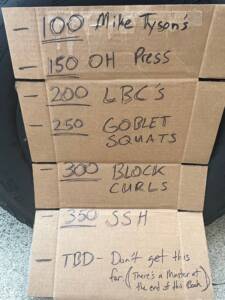 - 100 Mike Tyson's
- 150 OH Press
- 200 LBC's
- 250 GOBLET
SQUATS
- 300 BLOCK
CURLS
- 350 SSH
- TBD - Don't get this
far. (There's a Murder at
the end of this Book)